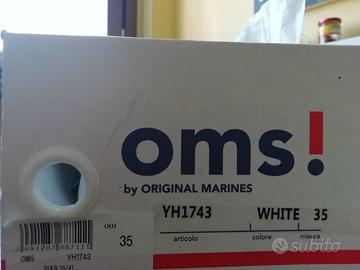 oms!
by ORIGINAL MARINES
YH1743 WHITE 35
articolo colore misura
001
35
OMS YH1743
subito